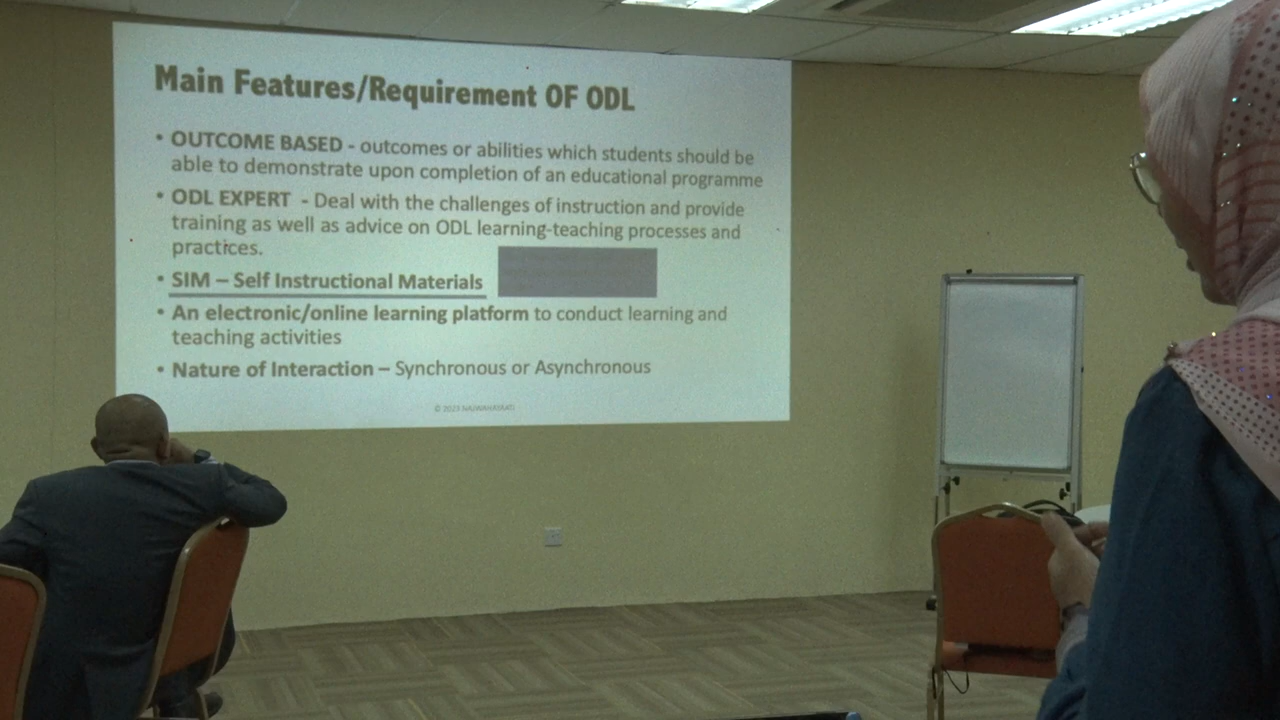 Main Features/Requirement OF ODL
• OUTCOME BASED - outcomes or abilities which students should be
able to demonstrate upon completion of an educational programme
• ODL EXPERT - Deal with the challenges of instruction and provide
training as well as advice on ODL learning-teaching processes and
practices.
• SIM – Self Instructional Materials
• An electronic/online learning platform to conduct learning and
teaching activities
• Nature of Interaction – Synchronous or Asynchronous
© 2023